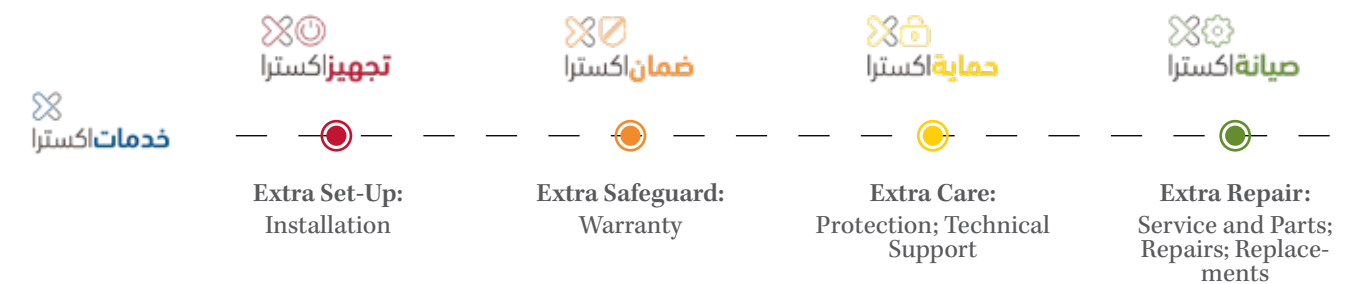 تجهيزاكسترا
ضماناكسترا
حمايةاكسترا
صيانةاكسترا
خدماتاكسترا
Extra Set-Up:
Installation
Extra Safeguard:
Warranty
Extra Care:
Protection; Technical
Support
Extra Repair:
Service and Parts;
Repairs; Replace-
ments